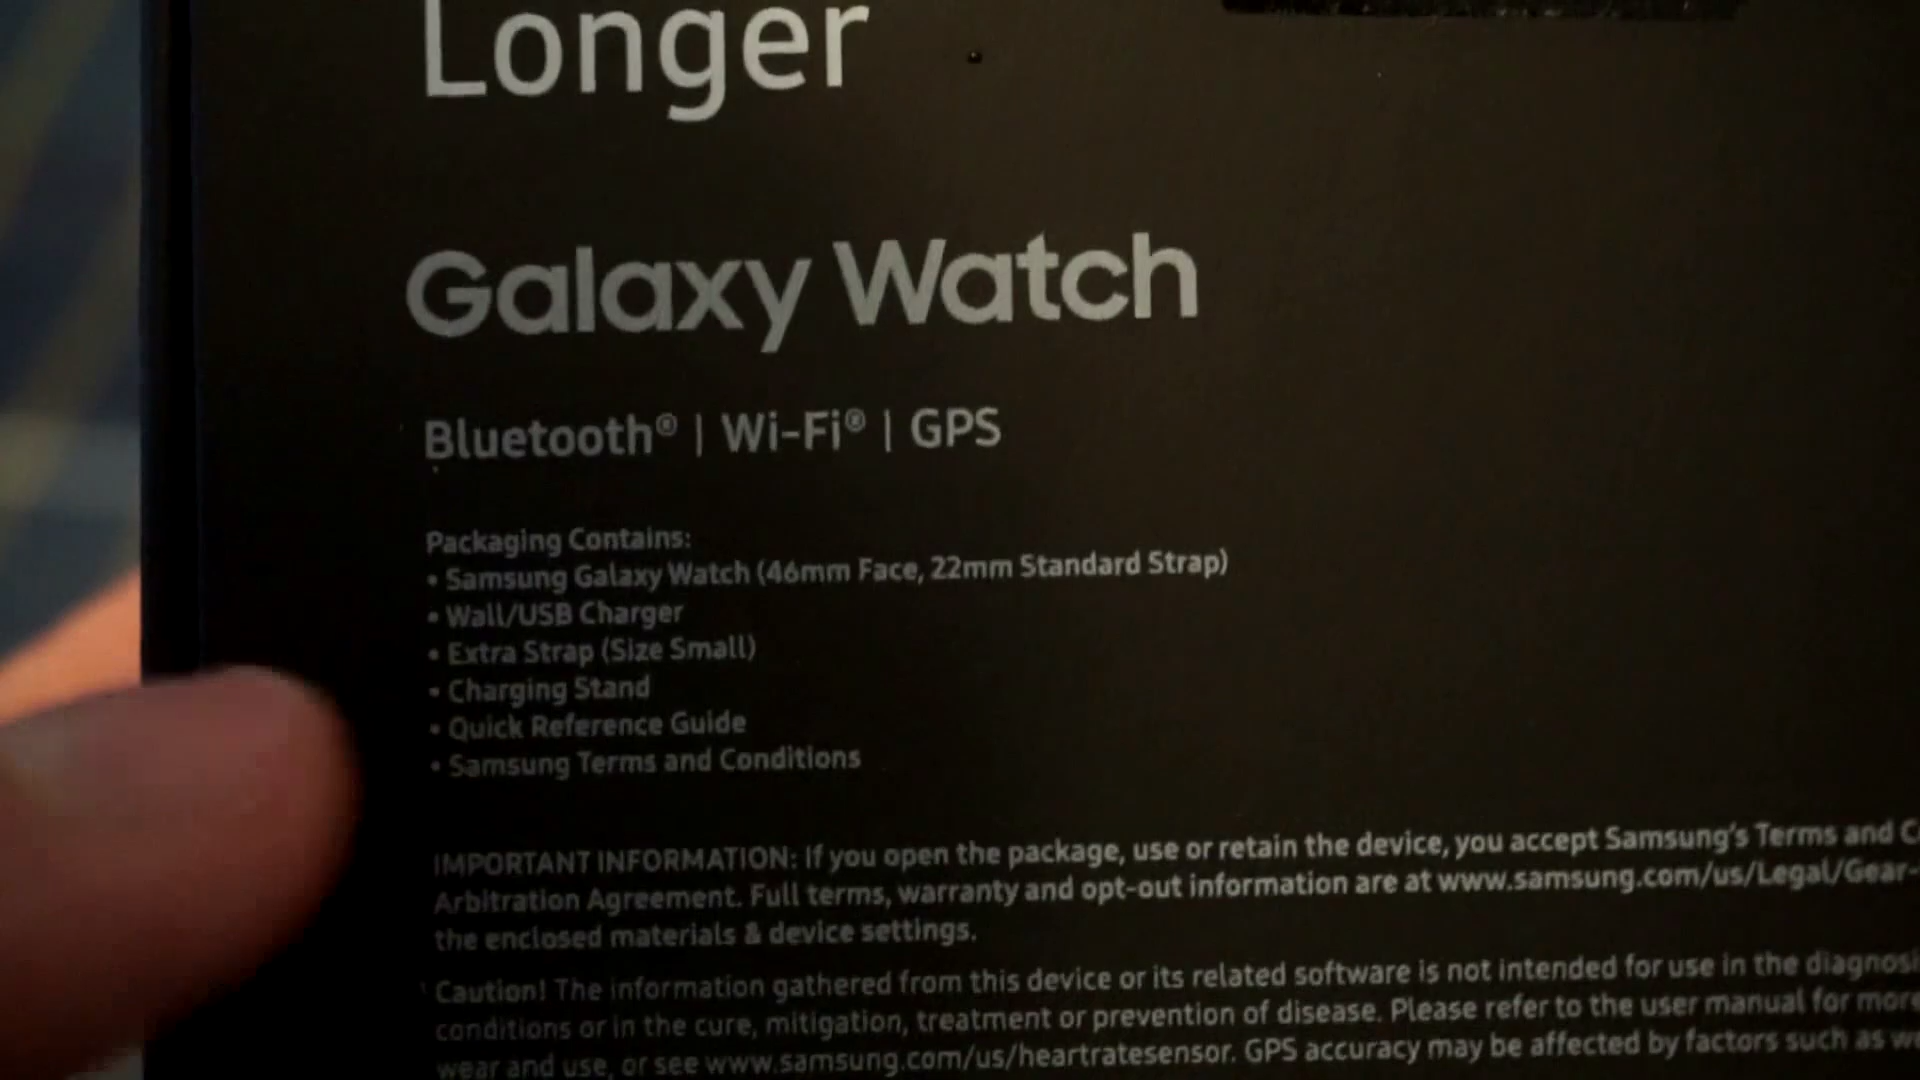 Longer
Galaxy Watch
Bluetooth® | Wi-Fi® | GPS
Packaging Contains:
• Samsung Galaxy Watch (46mm Face, 22mm Standard Strap)
• Wall/USB Charger
• Extra Strap (Size Small)
• Charging Stand
• Quick Reference Guide
• Samsung Terms and Conditions
IMPORTANT INFORMATION: If you open the package, use or retain the device, you accept Samsung's Terms and
Arbitration Agreement. Full terms, warranty and opt-out information are at www.samsung.com/us/Legal/Gear-
the enclosed materials & device settings.
Caution! The information gathered from this device or its related software is not intended for use in the
conditions or in the cure, mitigation, treatment or prevention of disease. Please refer to the user manual for more
wear and use, or see www.samsung.com/us/heartratesensor. GPS accuracy may be affected by factors such as